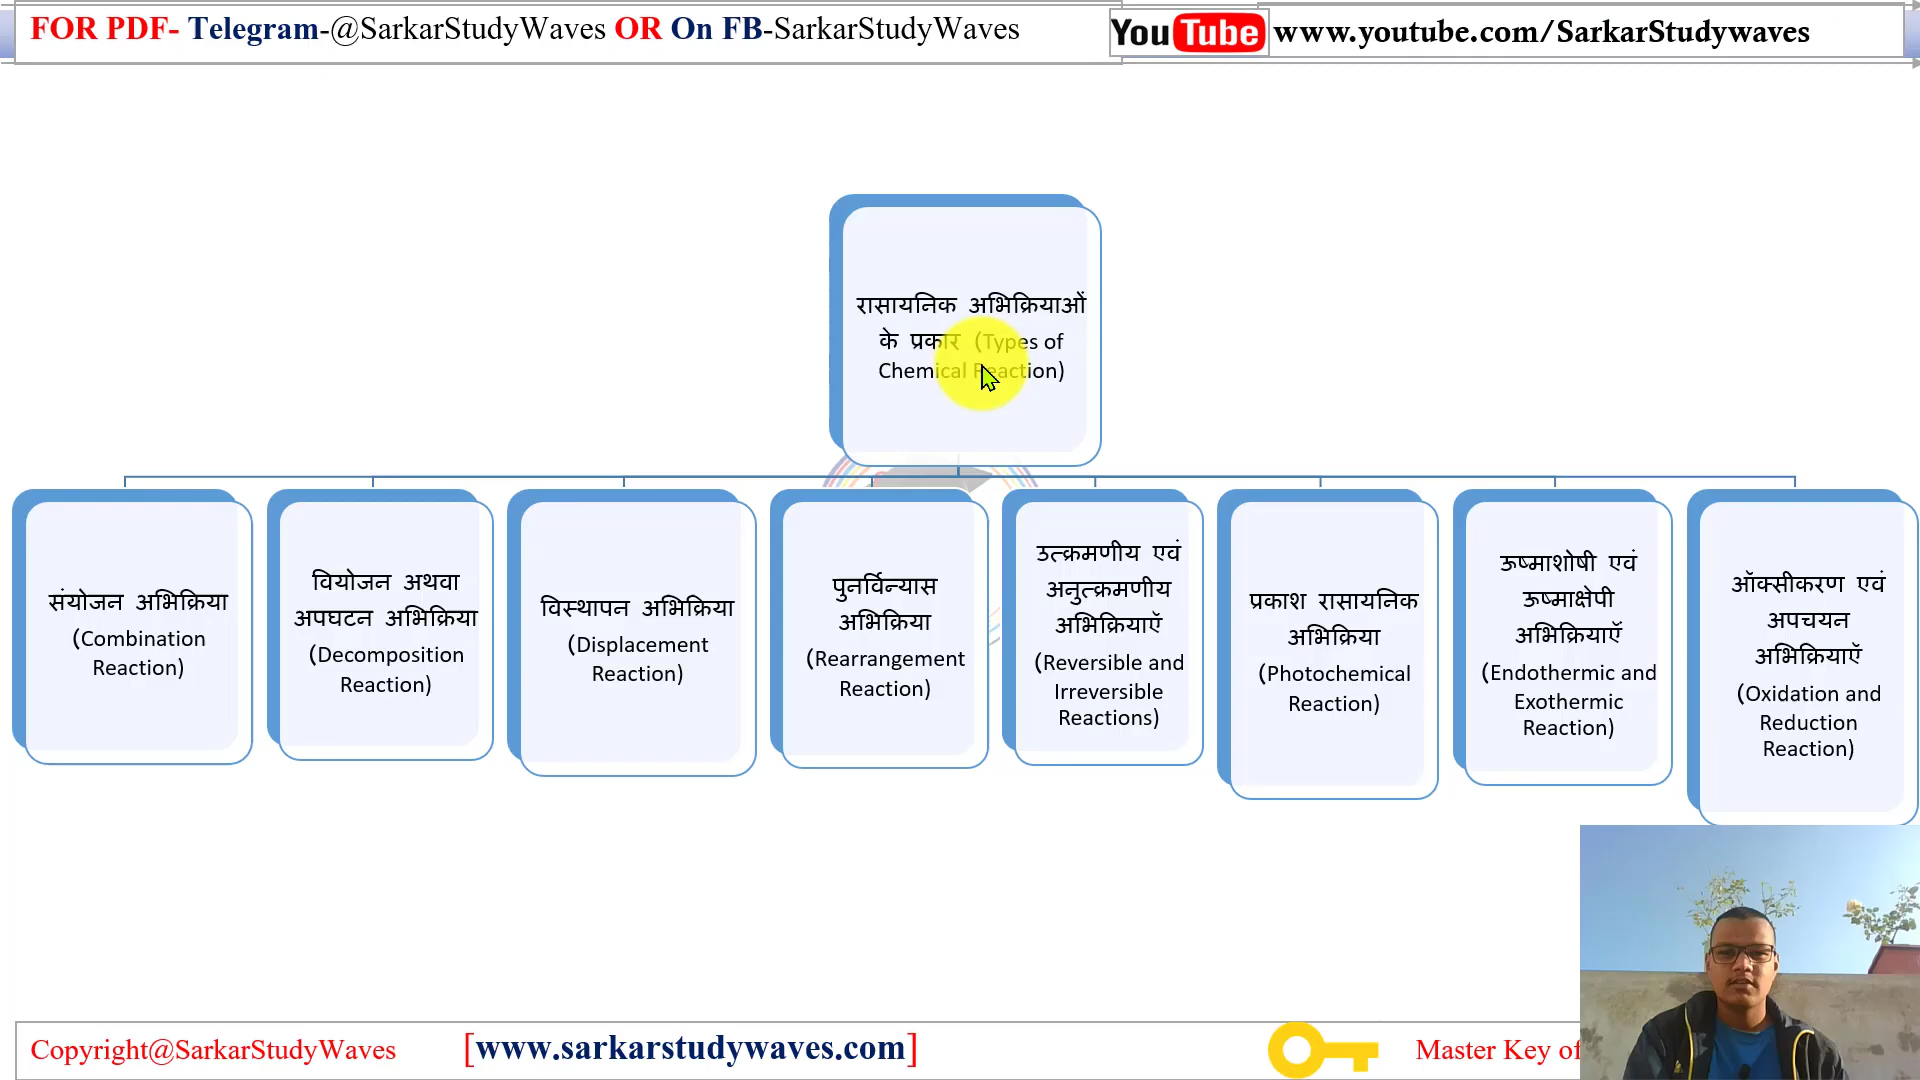 FOR PDF- Telegram-@SarkarStudyWaves OR On FB-SarkarStudyWaves
YouTube www.youtube.com/SarkarStudywaves
रासायनिक अभिक्रियाओं
के प्रकार (Types of
Chemical Reaction)
संयोजन अभिक्रिया
(Combination
Reaction)
वियोजन अथवा
अपघटन अभिक्रिया
(Decomposition
Reaction)
विस्थापन अभिक्रिया
(Displacement
Reaction)
पुनर्विन्यास
अभिक्रिया
(Rearrangement
Reaction)
उत्क्रमणीय एवं
अनुत्क्रमणीय
अभिक्रियाएँ
(Reversible and
Irreversible
Reactions)
प्रकाश रासायनिक
अभिक्रिया
(Photochemical
Reaction)
ऊष्माशोषी एवं
ऊष्माक्षेपी
अभिक्रियाएँ
(Endothermic and
Exothermic
Reaction)
ऑक्सीकरण एवं
अपचयन
अभिक्रियाएँ
(Oxidation and
Reduction
Reaction)
Copyright@SarkarStudyWaves
[www.sarkarstudywaves.com]
Master Key of